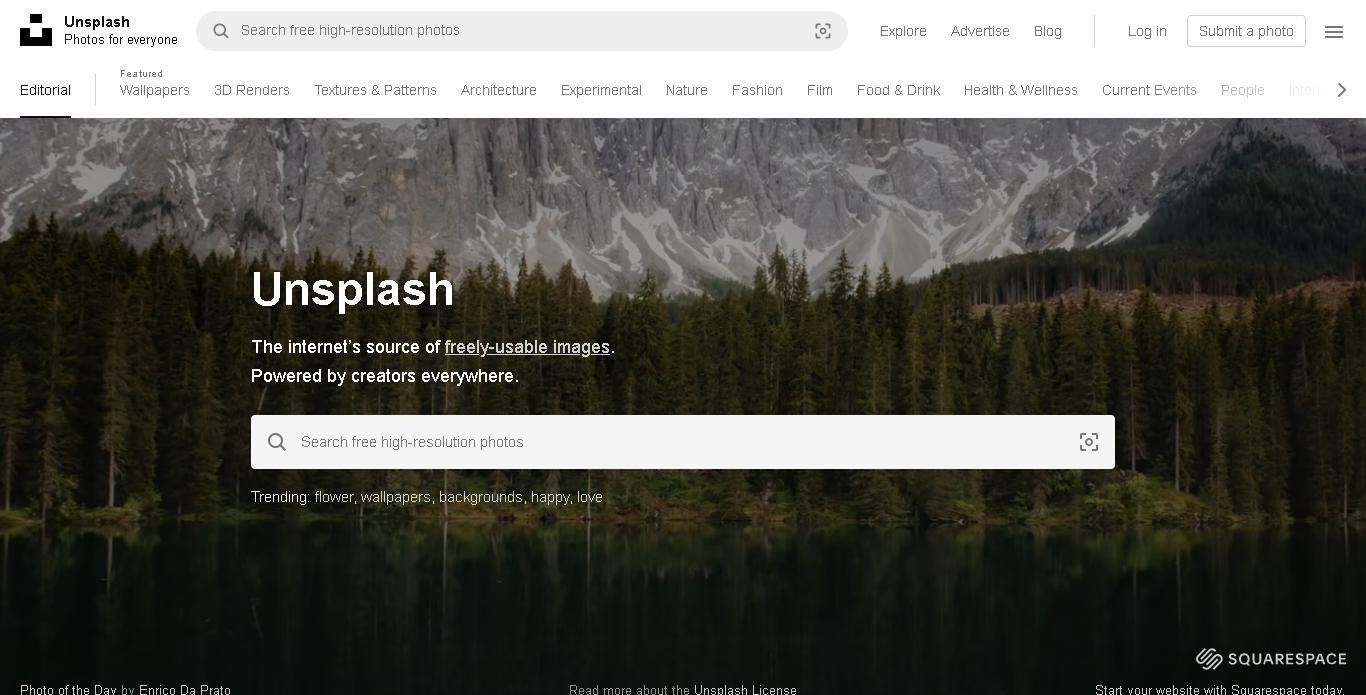 Unsplash
Photos for everyone
Search free high-resolution photos
Explore
Advertise
Blog
Log in
Submit a photo
Editorial
Featured
Wallpapers
3D Renders
Textures & Patterns
Architecture
Experimental
Nature
Fashion
Film
Food & Drink
Health & Wellness
Current Events
People
Unsplash
The internet’s source of freely-usable images.
Powered by creators everywhere.
Search free high-resolution photos
Trending: flower, wallpapers, backgrounds, happy, love
SQUARESPACE
Photo of the Day by Enrico Da Prato
Read more about the Unsplash License
Start your website with Squarespace today.